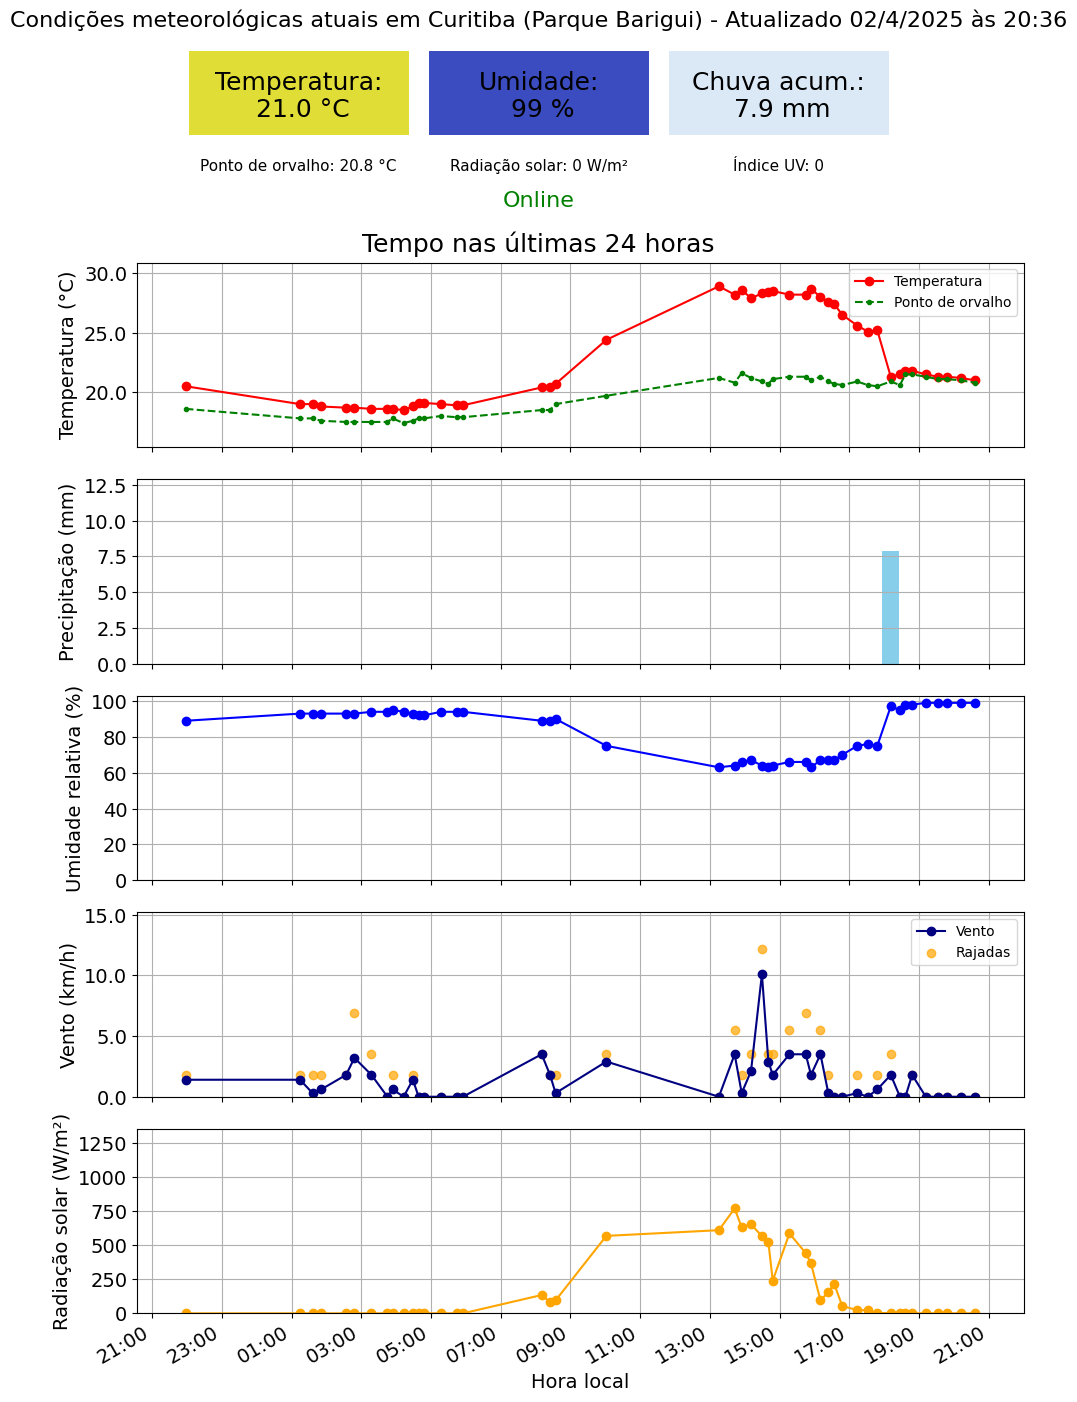 Condições meteorológicas atuais em Curitiba (Parque Barigui) - Atualizado 02/4/2025 às 20:36
Temperatura:
21.0 °C
Umidade:
99 %
Chuva acum.:
7.9 mm
Ponto de orvalho: 20.8 °C
Radiação solar: 0 W/m²
Índice UV: 0
Online
Tempo nas últimas 24 horas
Temperatura (°C)
30.0
25.0
20.0
Temperatura
Ponto de orvalho
Precipitação (mm)
12.5
10.0
7.5
5.0
2.5
0.0
Umidade relativa (%)
100
80
60
40
20
0
Vento (km/h)
15.0
10.0
5.0
0.0
Vento
Rajadas
Radiação solar (W/m²)
1250
1000
750
500
250
0
21:00
23:00
01:00
03:00
05:00
07:00
09:00
11:00
13:00
15:00
17:00
19:00
21:00
Hora local